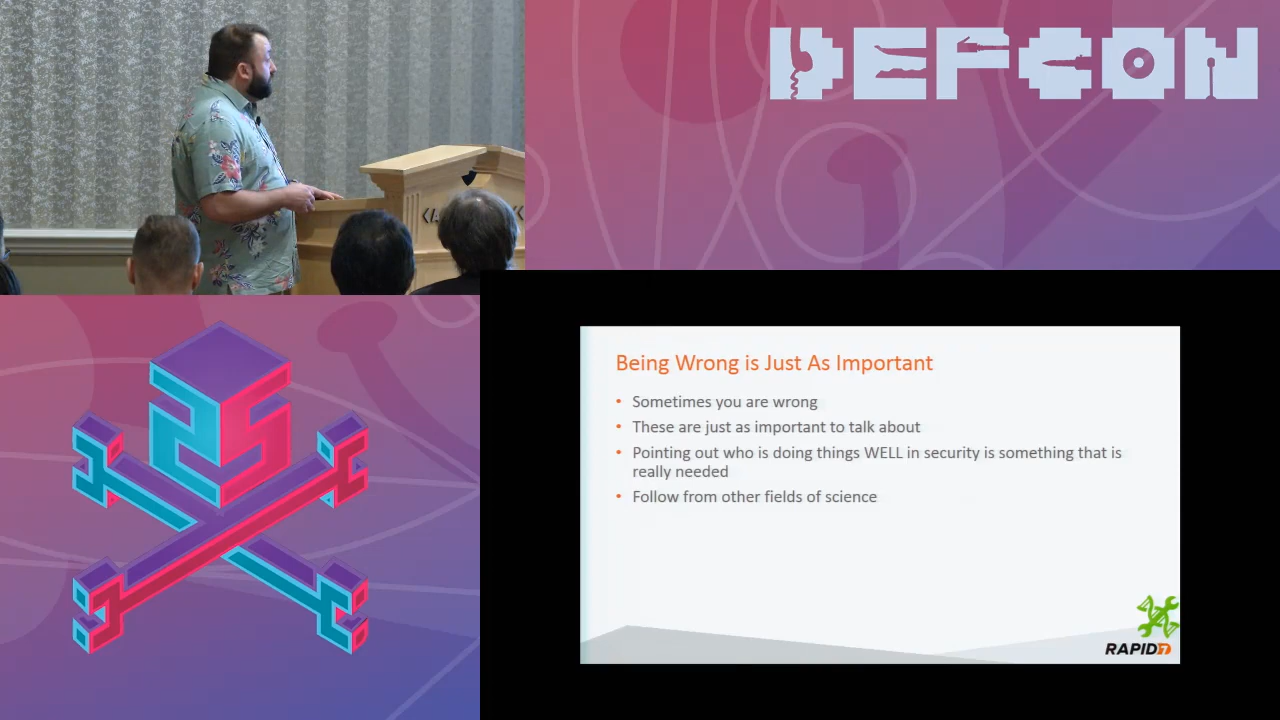 DEFCON
Being Wrong is Just As Important
• Sometimes you are wrong
• These are just as important to talk about
• Pointing out who is doing things WELL in security is something that is
really needed
• Follow from other fields of science
RAPID7